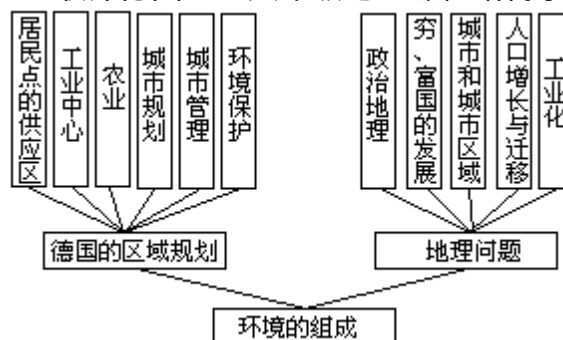 居民点的供应区
工业中心
农业
城市规划
城市管理
环境保护
政治地理
穷、富国的发展
城市和城市区域
人口增长与迁移
工业化
德国的区域规划
地理问题
环境的组成